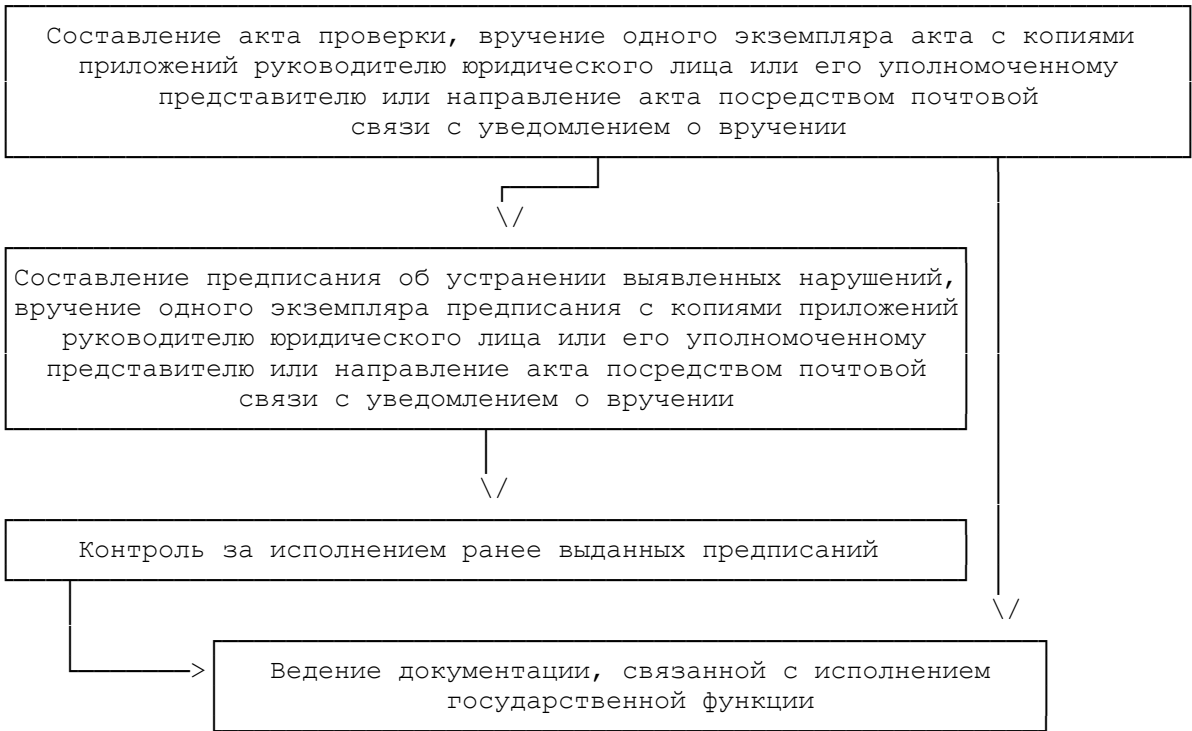 Составление акта проверки, вручение одного экземпляра акта с копиями
приложений руководителю юридического лица или его уполномоченному
представителю или направление акта посредством почтовой
связи с уведомлением о вручении
Составление предписания об устранении выявленных нарушений,
вручение одного экземпляра предписания с копиями приложений
руководителю юридического лица или его уполномоченному
представителю или направление акта посредством почтовой
связи с уведомлением о вручении
Контроль за исполнением ранее выданных предписаний
Ведение документации, связанной с исполнением
государственной функции